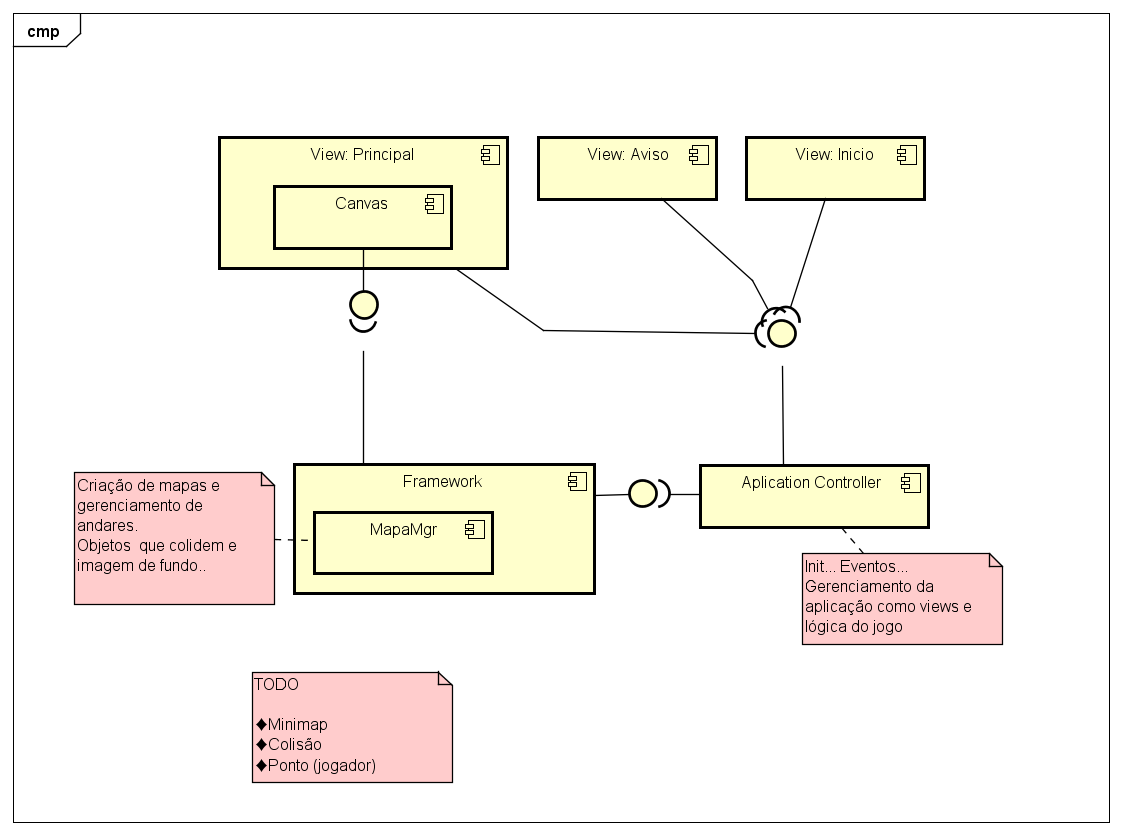 cmp
View: Principal
Canvas
View: Aviso
View: Inicio
Criação de mapas e
gerenciamento de
andares.
Objetos  que colidem e
imagem de fundo..
Framework
MapaMgr
Aplication Controller
Init... Eventos...
Gerenciamento da
aplicação como views e
lógica do jogo
TODO
♦Minimap
♦Colisão
♦Ponto (jogador)